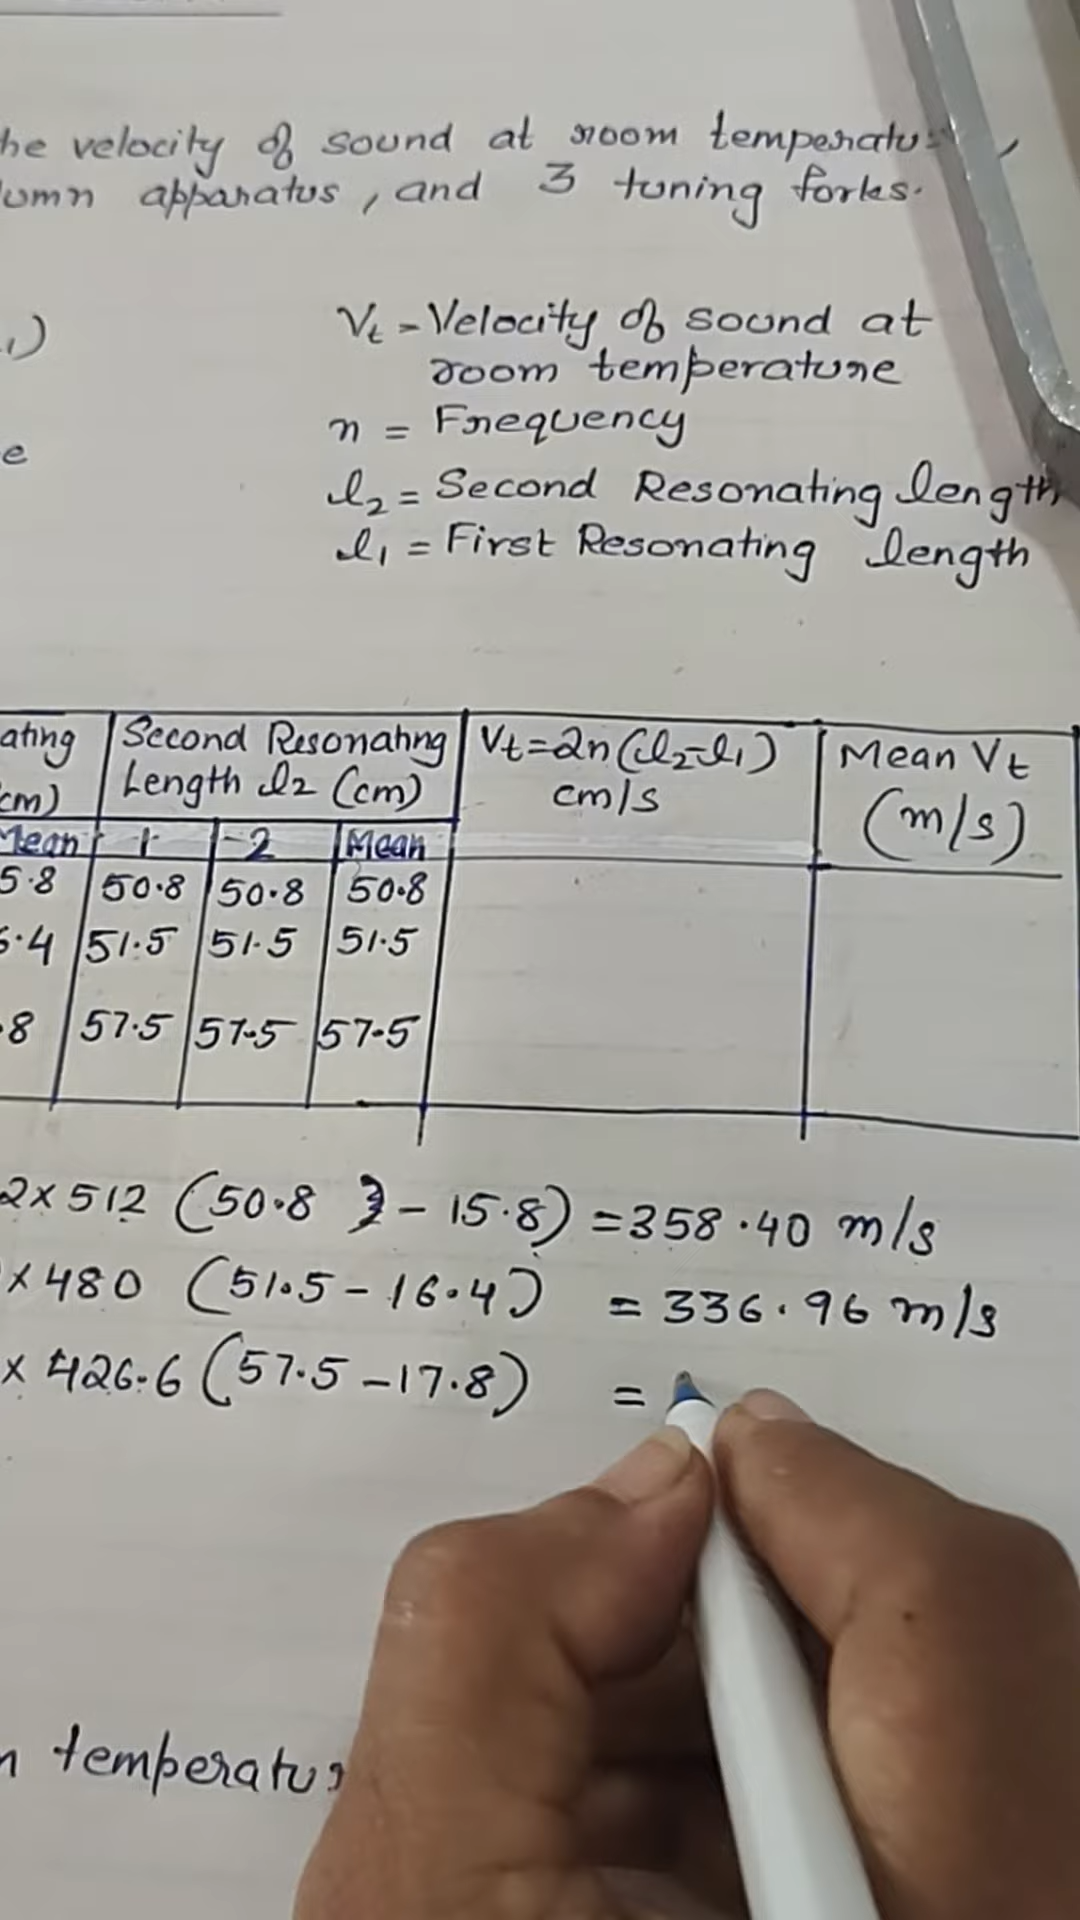 he velocity of sound at room temperatu
umn apparatus, and 3 tuning forks.
1)
Vt - Velocity of sound at
room temperature
e
n = Frequency
l2 = Second Resonating length
l1 = First Resonating length
ating Second Resonating Vt=2n(l2-l1) Mean Vt
cm) Length l2 (cm) cm/s (m/s)
Mean 1 2 Mean
5.8 50.8 50.8 50.8
6.4 51.5 51.5 51.5
.8 57.5 57.5 57.5
2x512 (50.8 - 15.8) = 358.40 m/s
x 480 (51.5 - 16.4) = 336.96 m/s
x 426.6 (57.5 - 17.8) =
n temperatur